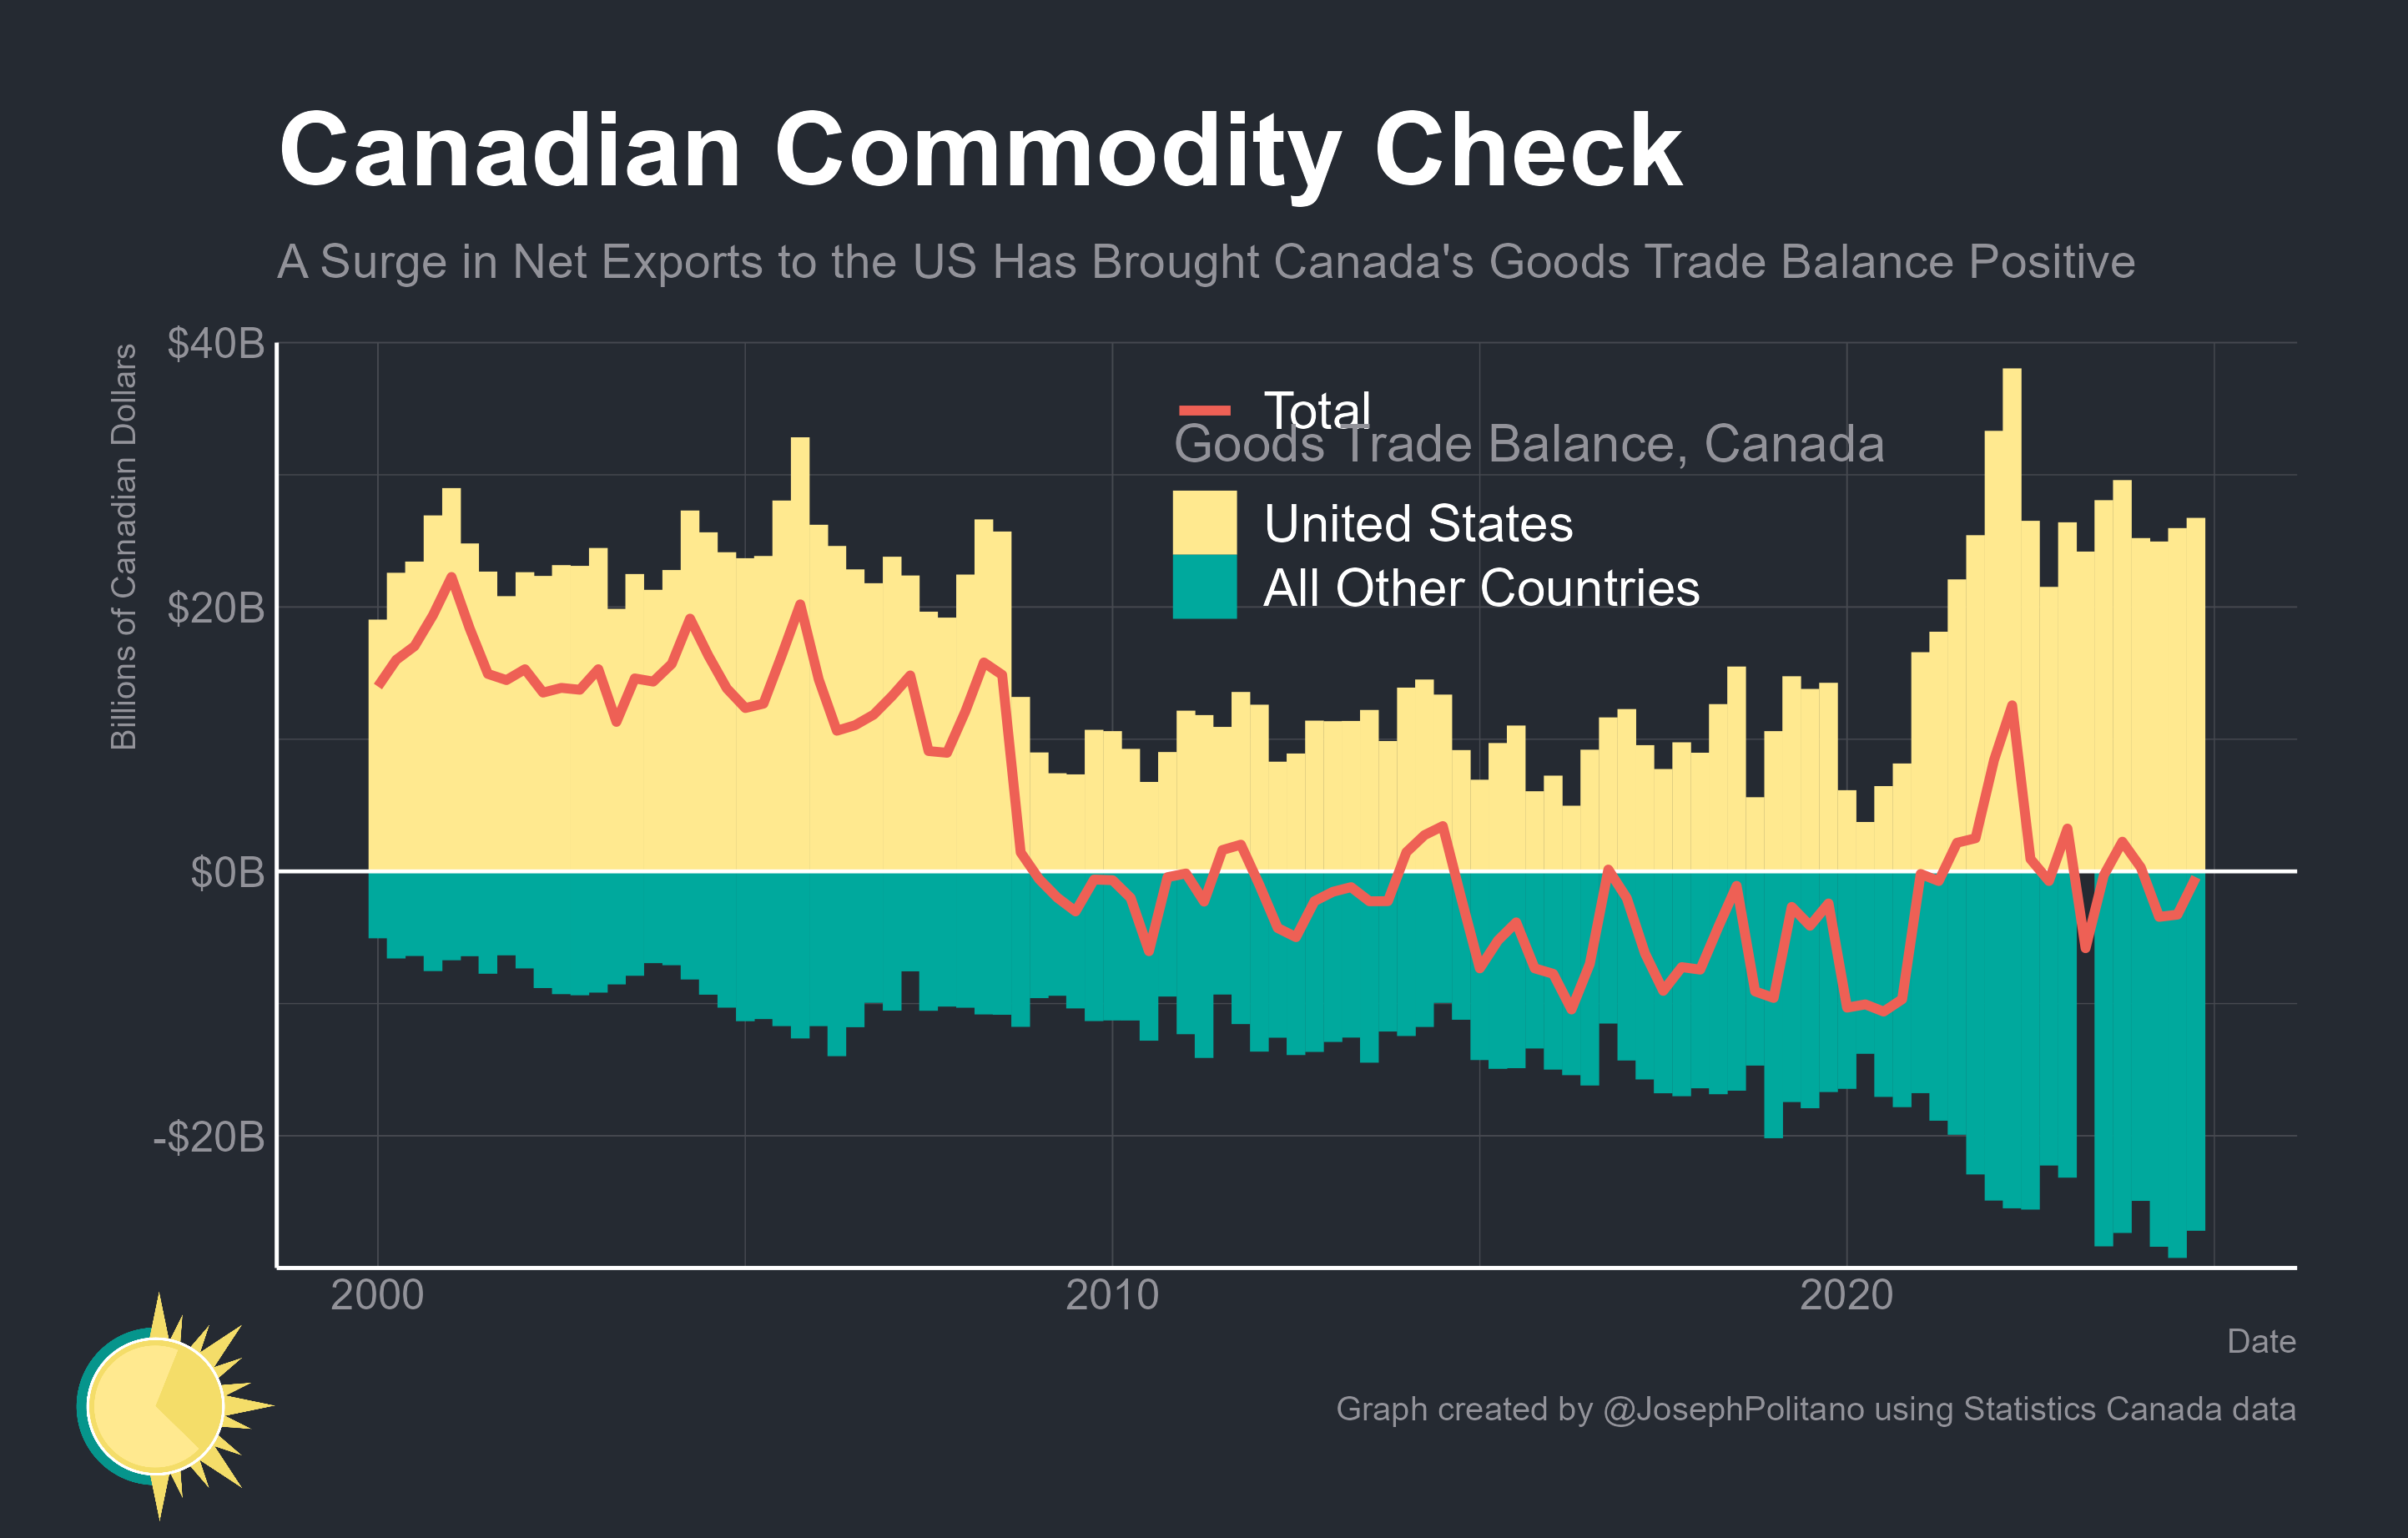 Canadian Commodity Check
A Surge in Net Exports to the US Has Brought Canada's Goods Trade Balance Positive
Billions of Canadian Dollars
$40B
$20B
$0B
-$20B
Total
Goods Trade Balance, Canada
United States
All Other Countries
2000
2010
2020
Date
Graph created by @JosephPolitano using Statistics Canada data